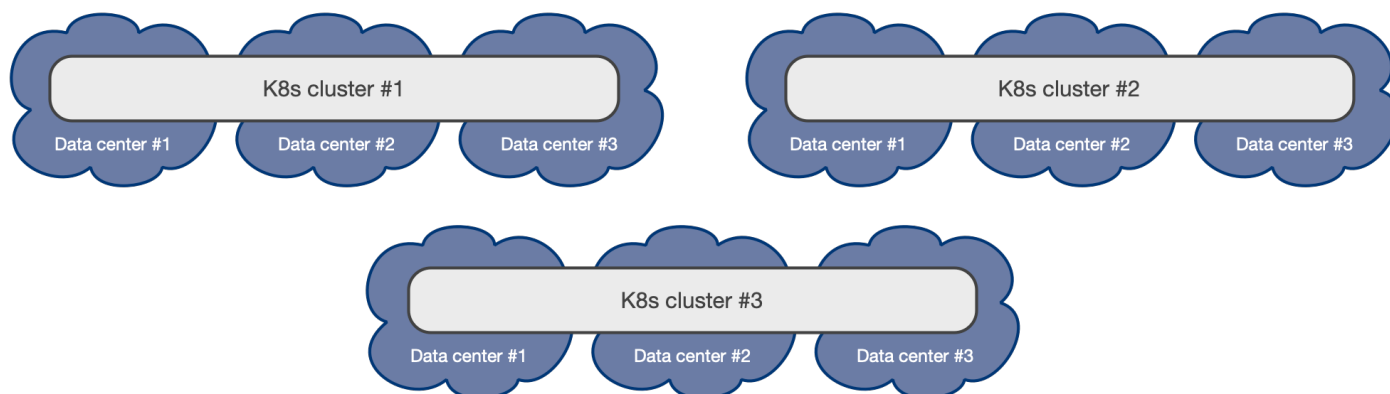 K8s cluster #1
Data center #1
Data center #2
Data center #3
K8s cluster #2
Data center #1
Data center #2
Data center #3
K8s cluster #3
Data center #1
Data center #2
Data center #3